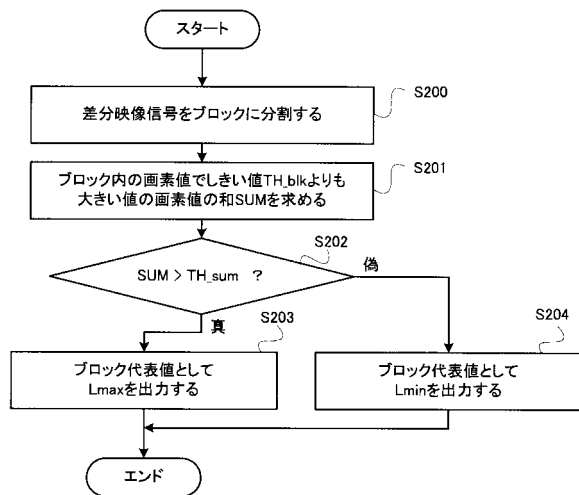 スタート
S200
差分映像信号をブロックに分割する
S201
ブロック内の画素値でしきい値TH_blkよりも
大きい値の画素値の和SUMを求める
S202
SUM > TH_sum ?
偽
真
S203
ブロック代表値として
Lmaxを出力する
S204
ブロック代表値として
Lminを出力する
エンド